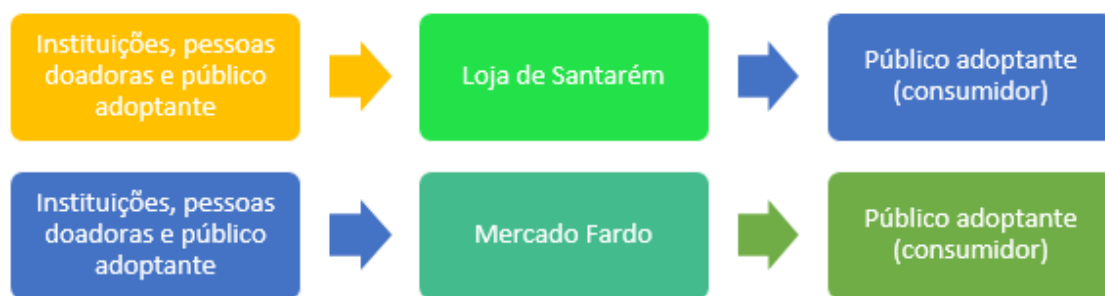 Instituições, pessoas
doadoras e público
adoptante
Loja de Santarém
Público adoptante
(consumidor)
Instituições, pessoas
doadoras e público
adoptante
Mercado Fardo
Público adoptante
(consumidor)